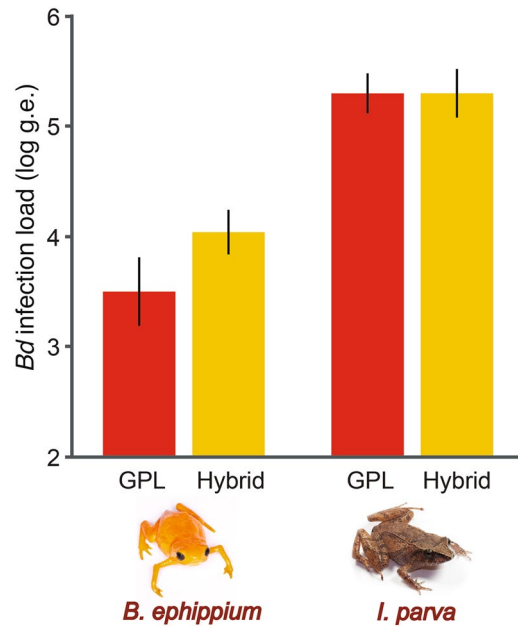 Bd infection load (log g.e.)
6
5
4
3
2
GPL Hybrid GPL Hybrid
B. ephippium I. parva